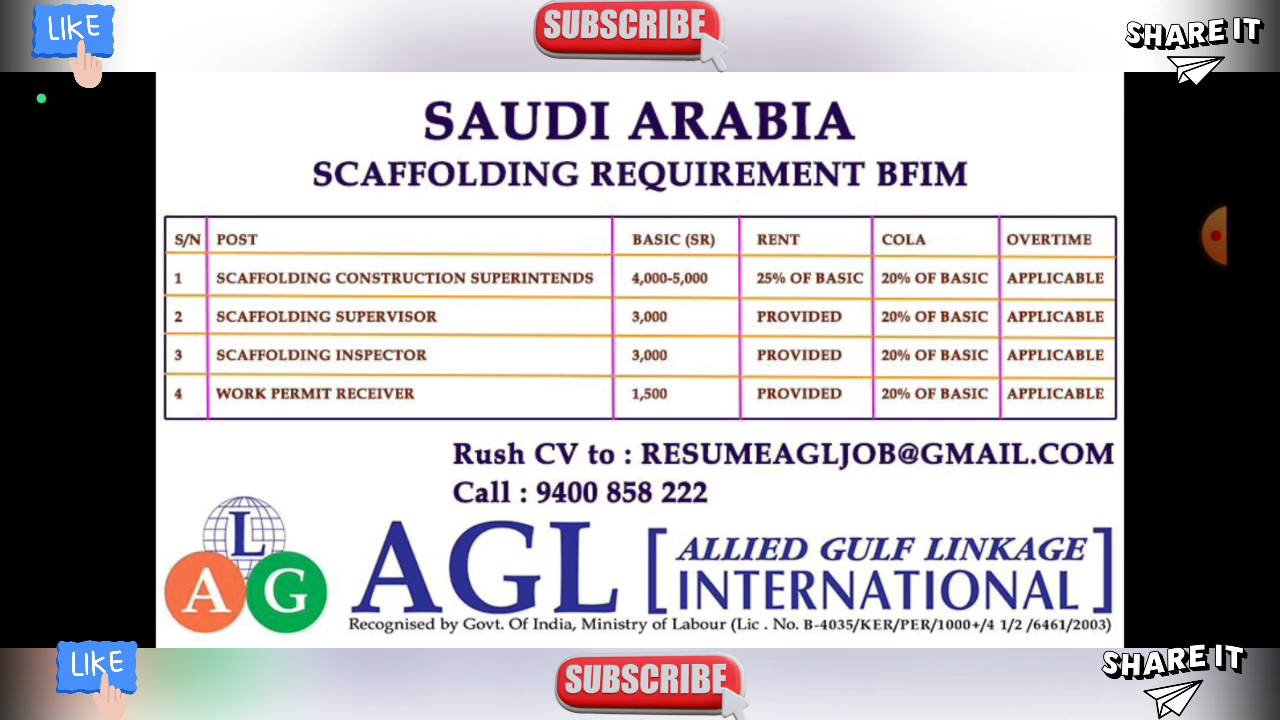 LIKE
SUBSCRIBE
SHARE IT
SAUDI ARABIA
SCAFFOLDING REQUIREMENT BFIM
S/N POST BASIC (SR) RENT COLA OVERTIME
1 SCAFFOLDING CONSTRUCTION SUPERINTENDS 4,000-5,000 25% OF BASIC 20% OF BASIC APPLICABLE
2 SCAFFOLDING SUPERVISOR 3,000 PROVIDED 20% OF BASIC APPLICABLE
3 SCAFFOLDING INSPECTOR 3,000 PROVIDED 20% OF BASIC APPLICABLE
4 WORK PERMIT RECEIVER 1,500 PROVIDED 20% OF BASIC APPLICABLE
Rush CV to : RESUMEAGLJOB@GMAIL.COM
Call : 9400 858 222
L
A G
AGL [ALLIED GULF LINKAGE
INTERNATIONAL]
Recognised by Govt. Of India, Ministry of Labour (Lic . No. B-4035/KER/PER/1000+/4 1/2 /6461/2003)
LIKE
SUBSCRIBE
SHARE IT